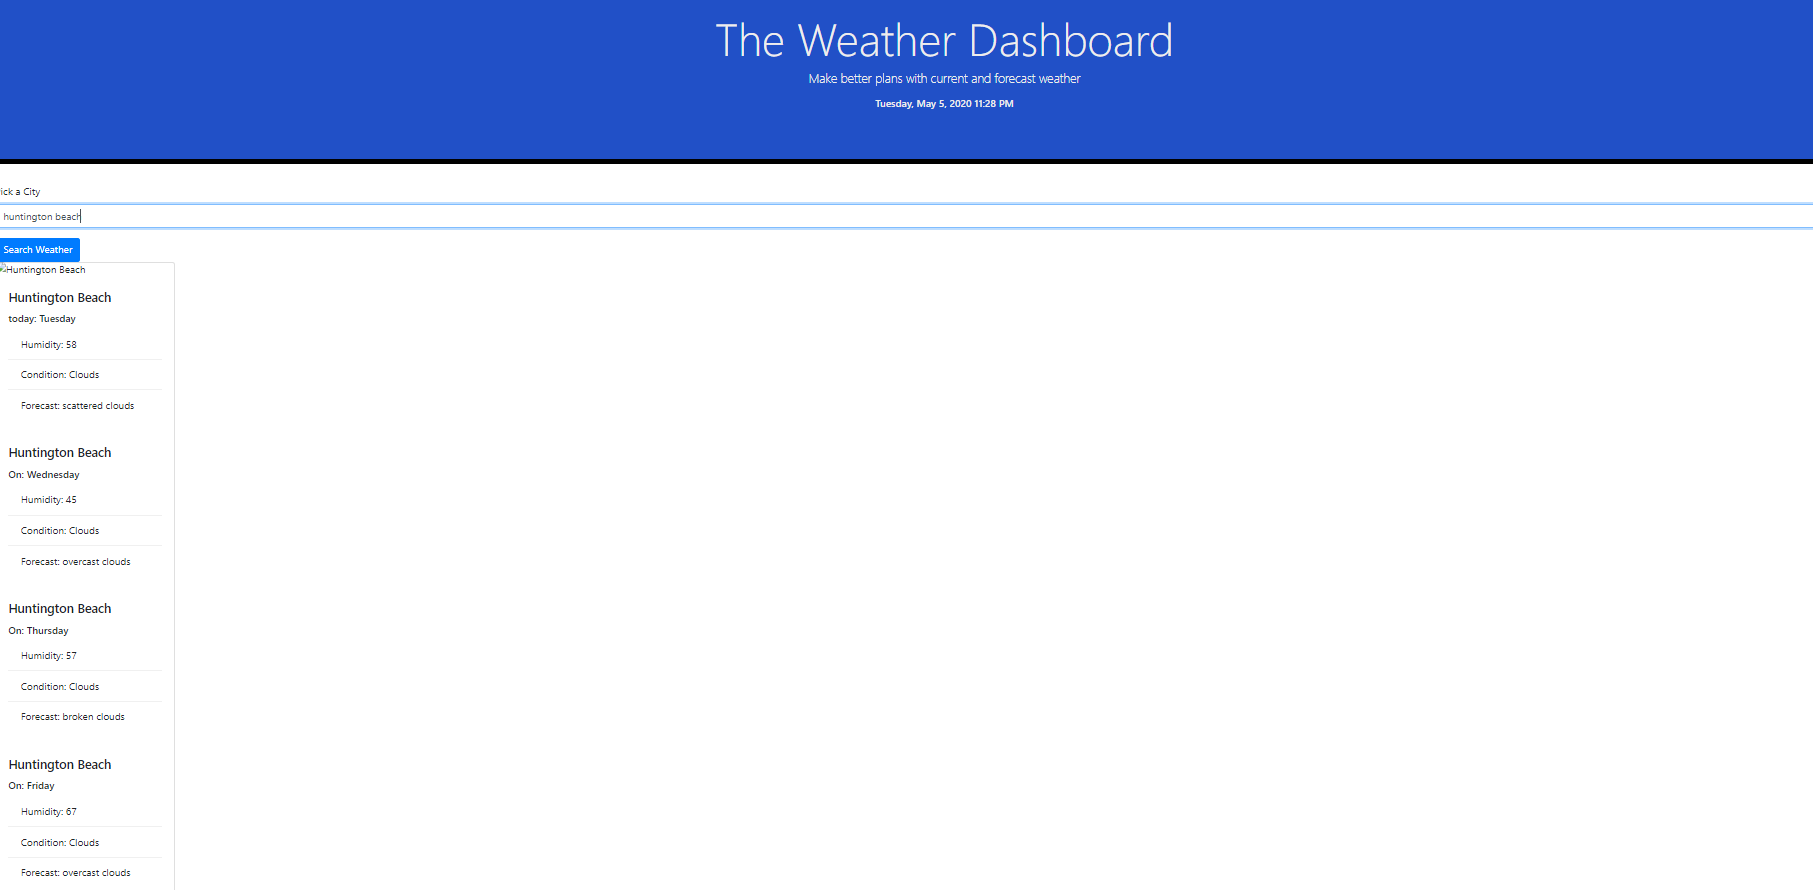 The Weather Dashboard
Make better plans with current and forecast weather
Tuesday, May 5, 2020 11:28 PM
ick a City
huntington beach
Search Weather
Huntington Beach
Huntington Beach
today: Tuesday
Humidity: 58
Condition: Clouds
Forecast: scattered clouds
Huntington Beach
On: Wednesday
Humidity: 45
Condition: Clouds
Forecast: overcast clouds
Huntington Beach
On: Thursday
Humidity: 57
Condition: Clouds
Forecast: broken clouds
Huntington Beach
On: Friday
Humidity: 67
Condition: Clouds
Forecast: overcast clouds